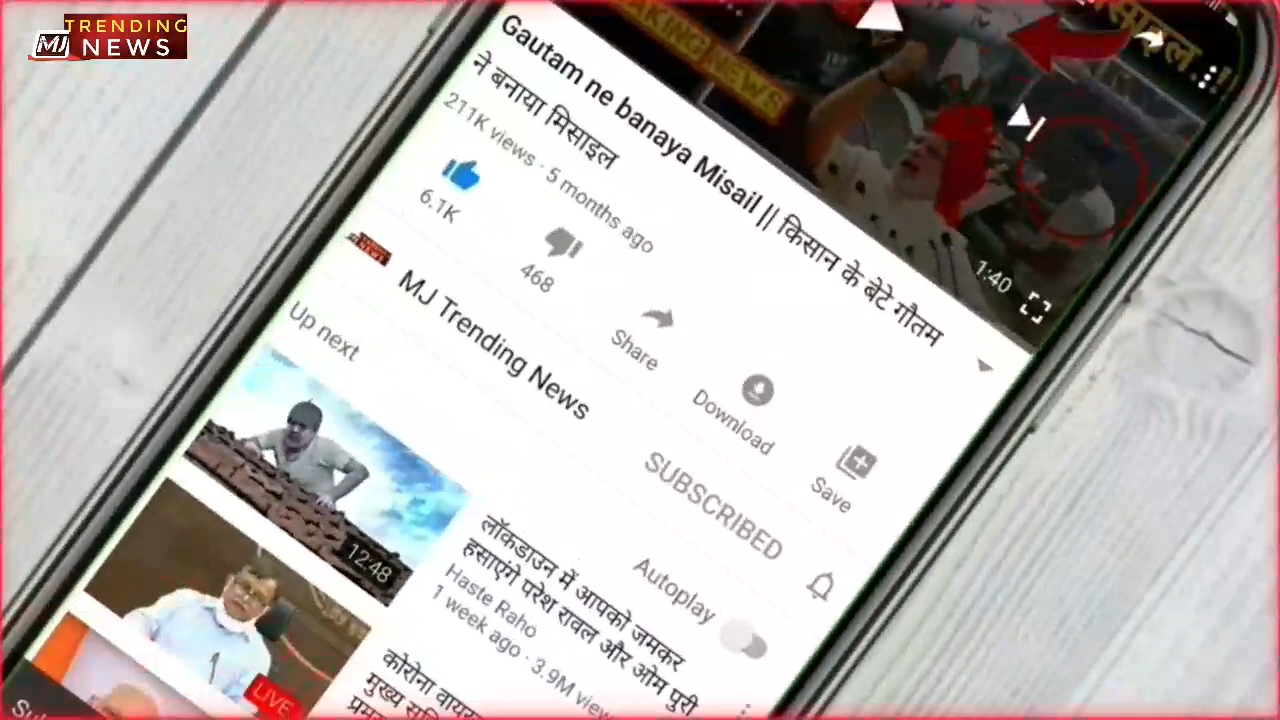 TRENDING
MJ NEWS
BREAKING NEWS
1:40
Gautam ne banaya Misail || किसान के बेटे गौतम
ने बनाया मिसाइल
211K views · 5 months ago
6.1K
468
Share
Download
Save
MJ Trending News
SUBSCRIBED
Up next
Autoplay
12:48
लॉकडाउन में आपको जमकर
हसाएंगे परेश रावल और ओम पुरी
Haste Raho
1 week ago · 3.9M views
LIVE
कोरोना
मुख्य